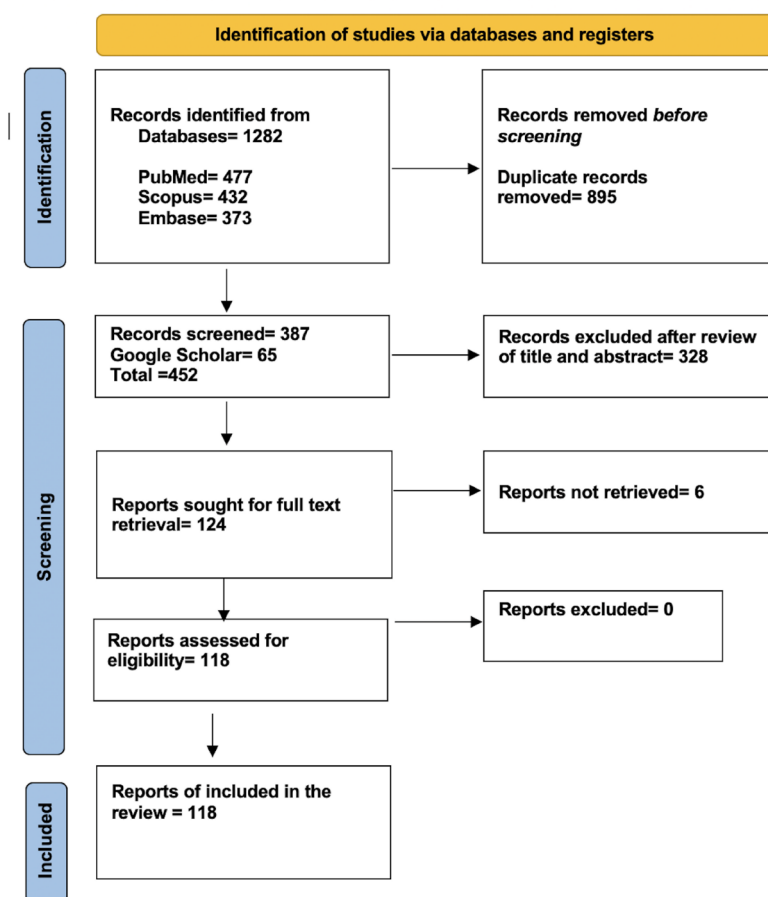 Identification of studies via databases and registers
Identification
Records identified from
Databases= 1282
PubMed= 477
Scopus= 432
Embase= 373
Records removed before
screening
Duplicate records
removed= 895
Screening
Records screened= 387
Google Scholar= 65
Total =452
Records excluded after review
of title and abstract= 328
Reports sought for full text
retrieval= 124
Reports not retrieved= 6
Reports assessed for
eligibility= 118
Reports excluded= 0
Included
Reports of included in the
review = 118